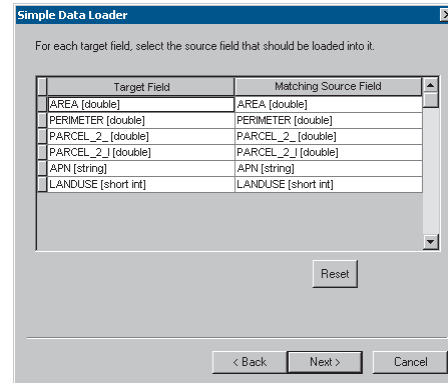 Simple Data Loader
For each target field, select the source field that should be loaded into it.
Target Field Matching Source Field
AREA [double] AREA [double]
PERIMETER [double] PERIMETER [double]
PARCEL_2_ [double] PARCEL_2_ [double]
PARCEL_2_I [double] PARCEL_2_I [double]
APN [string] APN [string]
LANDUSE [short int] LANDUSE [short int]
Reset
< Back Next > Cancel